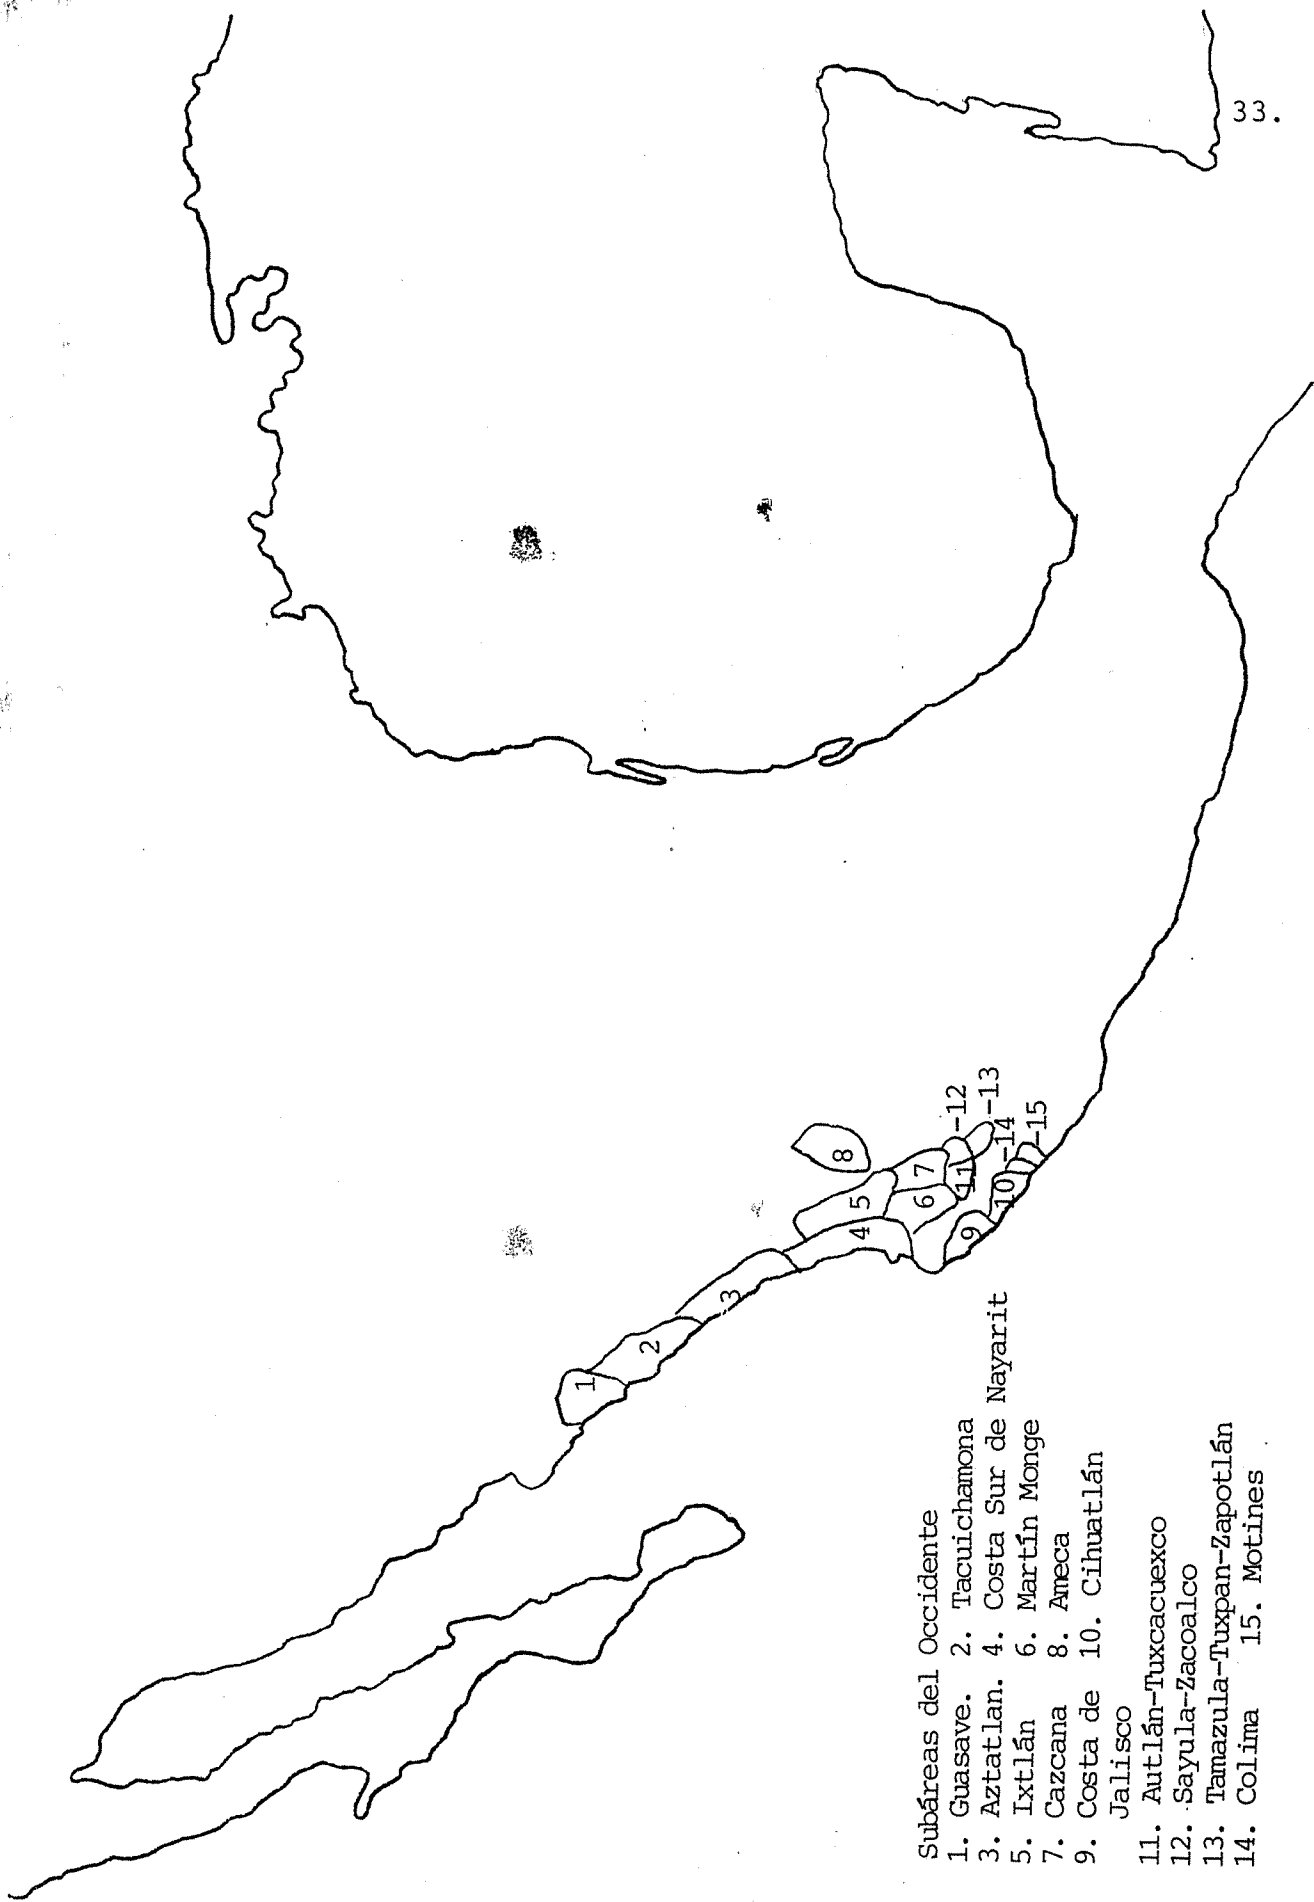 33.
1
2
3
4
5
6
7
8
9
10
11
-12
-13
-14
-15
Subáreas del Occidente
1. Guasave. 2. Tacuichamona
3. Aztatlan. 4. Costa Sur de Nayarit
5. Ixtlán 6. Martín Monge
7. Cazcana 8. Ameca
9. Costa de 10. Cihuatlán
Jalisco
11. Autlán-Tuxcacuexco
12. Sayula-Zacoalco
13. Tamazula-Tuxpan-Zapotlán
14. Colima 15. Motines